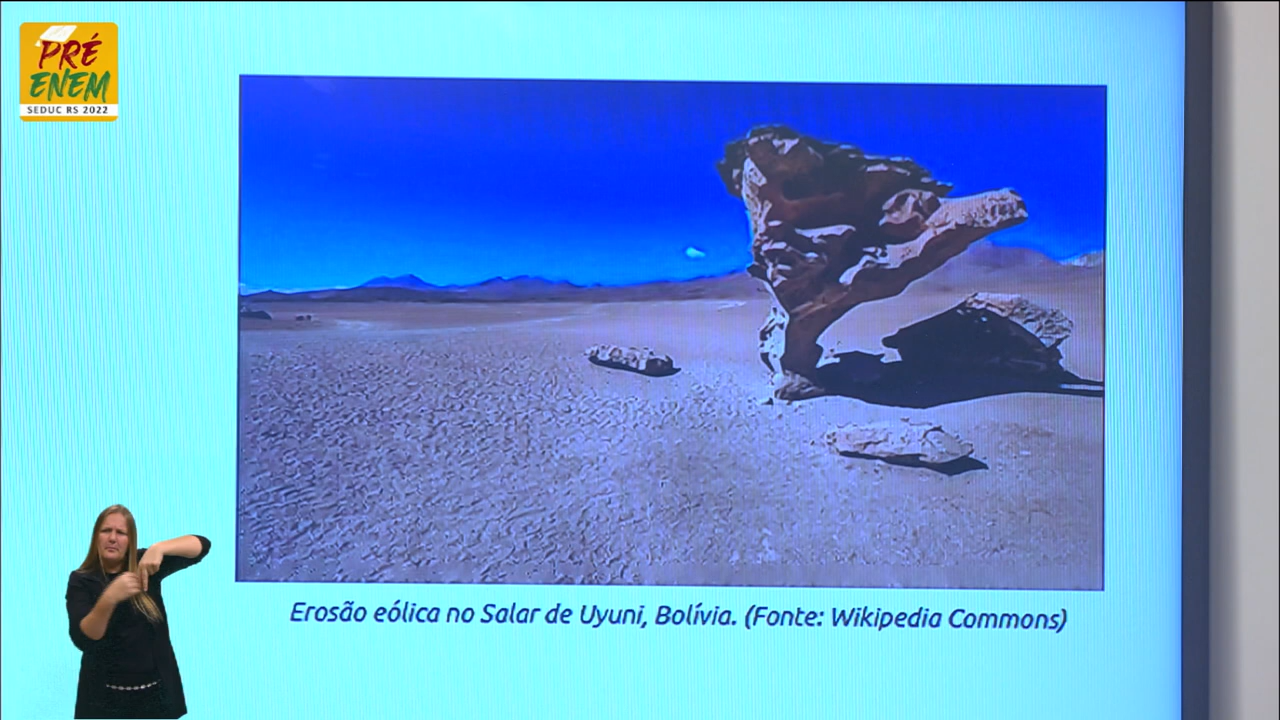 PRÉ
ENEM
SEDUC RS 2022
Erosão eólica no Salar de Uyuni, Bolívia. (Fonte: Wikipedia Commons)